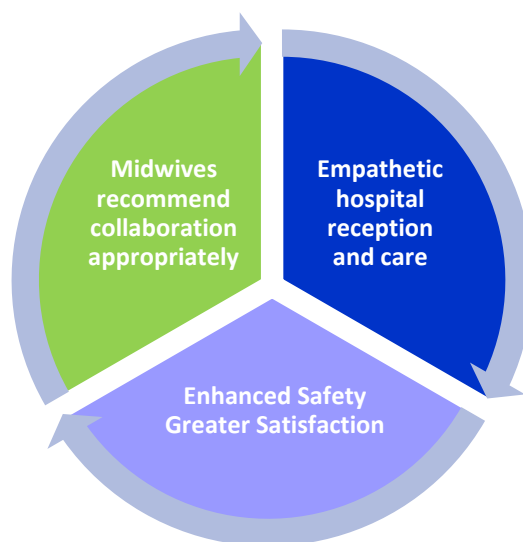 Midwives
recommend
collaboration
appropriately
Empathetic
hospital
reception
and care
Enhanced Safety
Greater Satisfaction